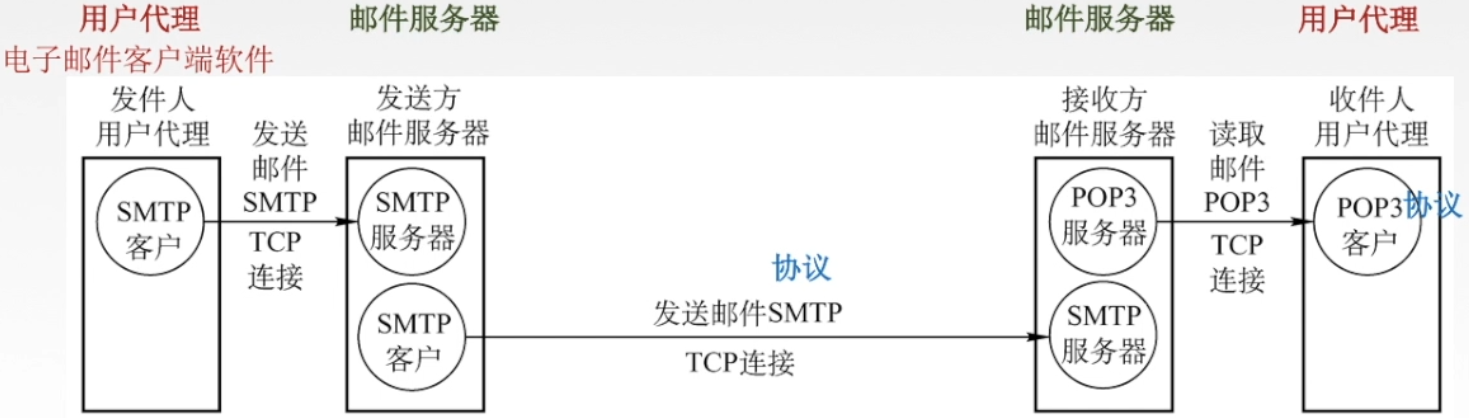 用户代理
邮件服务器
邮件服务器
用户代理
电子邮件客户端软件
发件人
用户代理
发送
邮件
SMTP
TCP
连接
发送方
邮件服务器
接收方
邮件服务器
读取
邮件
POP3
TCP
连接
收件人
用户代理
SMTP
客户
SMTP
服务器
POP3
服务器
POP3
客户
协议
协议
SMTP
客户
发送邮件SMTP
TCP连接
SMTP
服务器